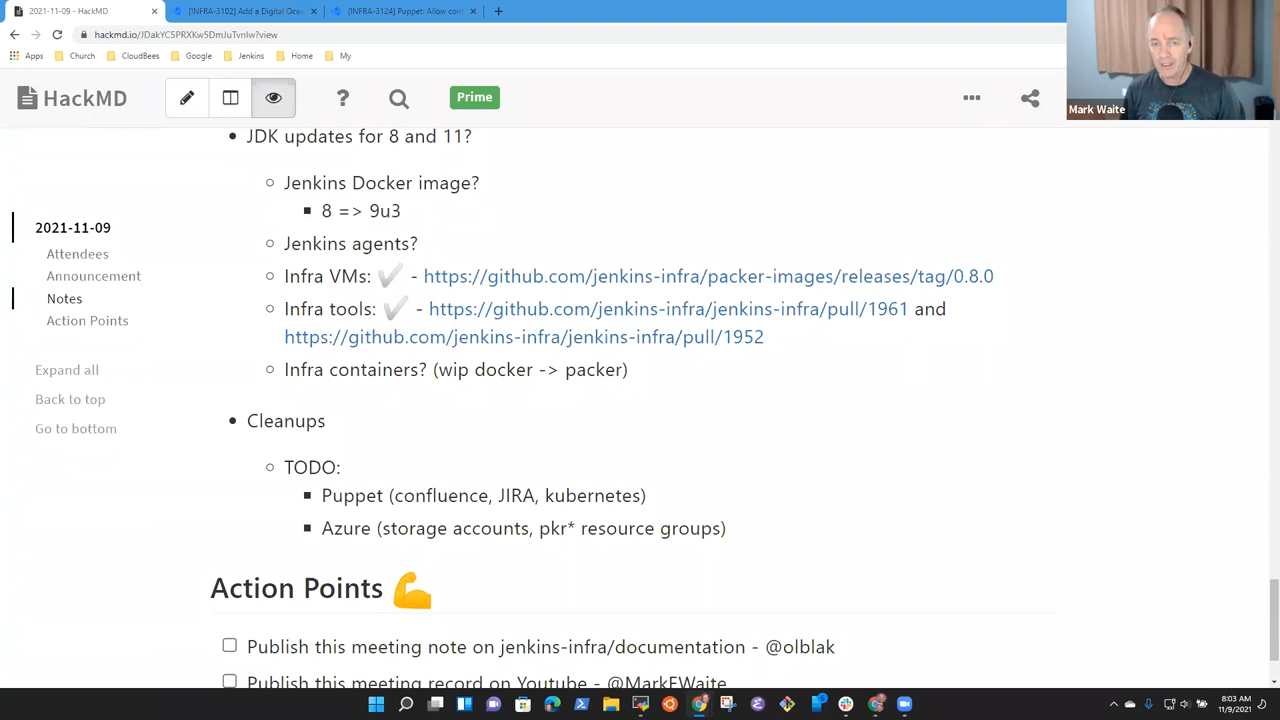 2021-11-09 - HackMD
[INFRA-3102] Add a Digital Oce
[INFRA-3124] Puppet: Allow con
hackmd.io/JDakYC5PRXKw5DmJuTvnIw?view
Apps Church CloudBees Google Jenkins Home My
HackMD
Prime
Mark Waite
JDK updates for 8 and 11?
Jenkins Docker image?
8 => 9u3
2021-11-09
Attendees
Announcement
Notes
Action Points
Expand all
Back to top
Go to bottom
Jenkins agents?
Infra VMs: ✔ - https://github.com/jenkins-infra/packer-images/releases/tag/0.8.0
Infra tools: ✔ - https://github.com/jenkins-infra/jenkins-infra/pull/1961 and
https://github.com/jenkins-infra/jenkins-infra/pull/1952
Infra containers? (wip docker -> packer)
Cleanups
TODO:
Puppet (confluence, JIRA, kubernetes)
Azure (storage accounts, pkr* resource groups)
Action Points 💪
Publish this meeting note on jenkins-infra/documentation - @olblak
Publish this meeting record on Youtube - @MarkEWaite
8:03 AM
11/9/2021